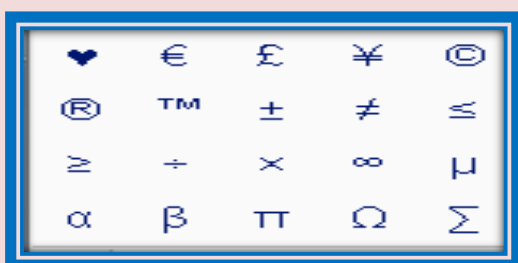 ❤ € £ ¥ ©
® ™ ± ≠ ≤
≥ ÷ × ∞ µ
α β π Ω ∑